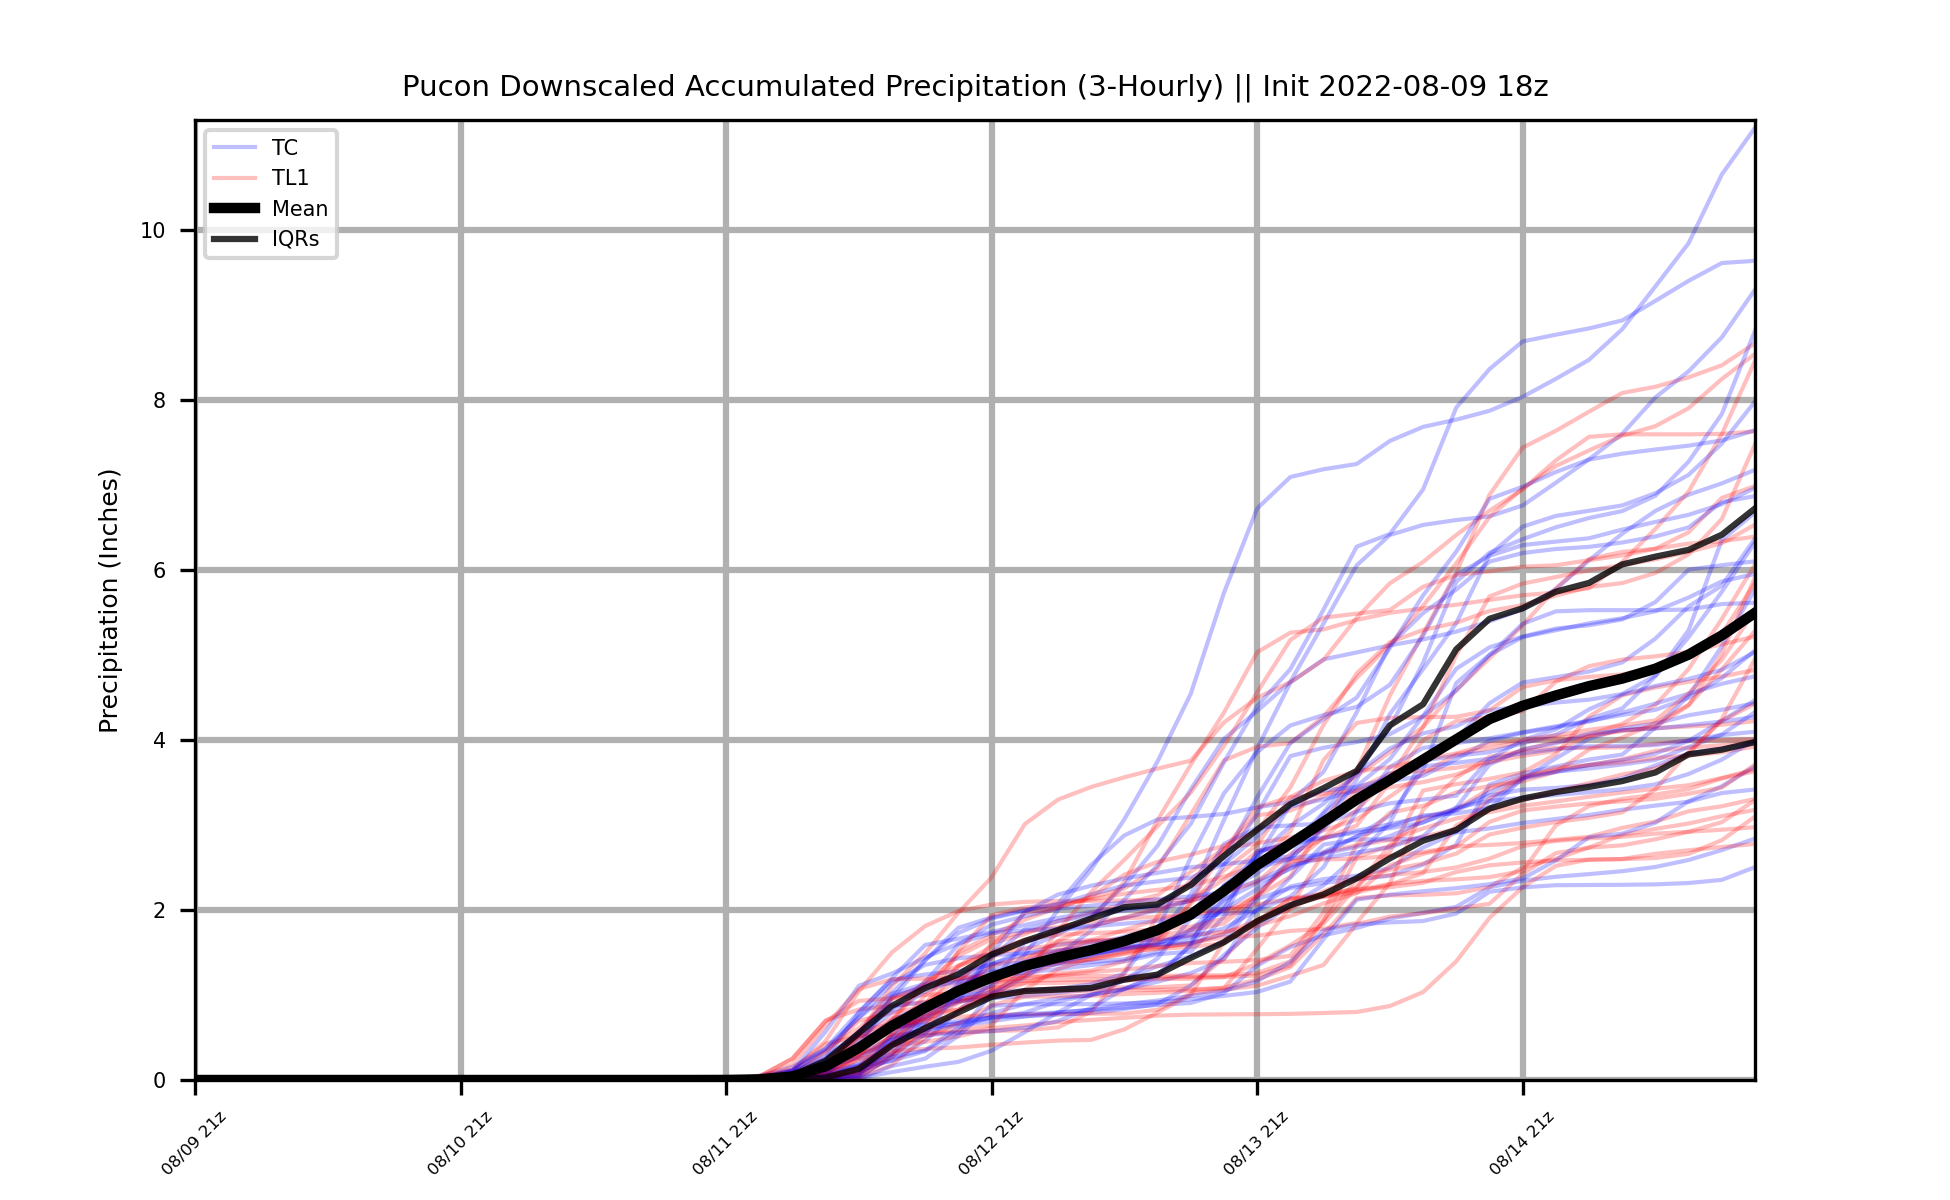 Pucon Downscaled Accumulated Precipitation (3-Hourly) || Init 2022-08-09 18z
TC
TL1
Mean
IQRs
Precipitation (Inches)
10
8
6
4
2
0
08/09 21z
08/10 21z
08/11 21z
08/12 21z
08/13 21z
08/14 21z